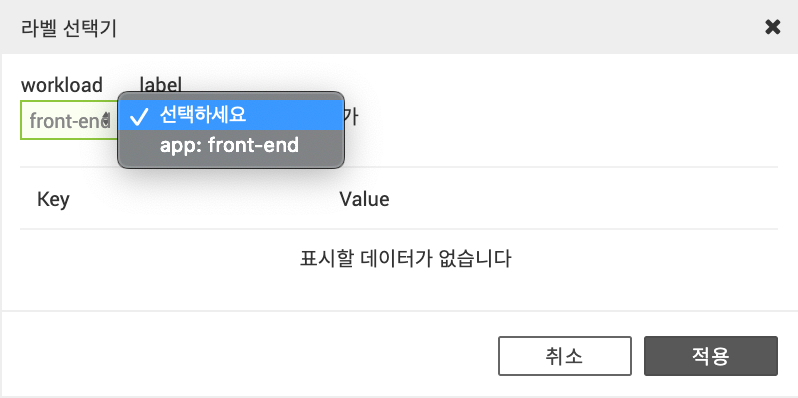 라벨 선택기
workload label
front-end
선택하세요
app: front-end
가
Key Value
표시할 데이터가 없습니다
취소 적용